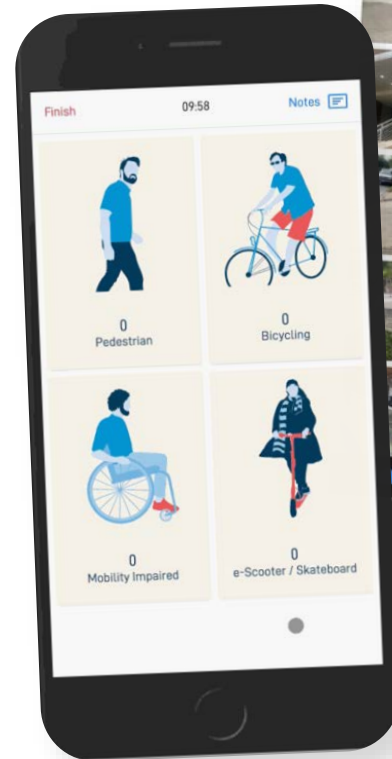 Finish
09:58
Notes
0
Pedestrian
0
Bicycling
0
Mobility Impaired
0
e-Scooter / Skateboard